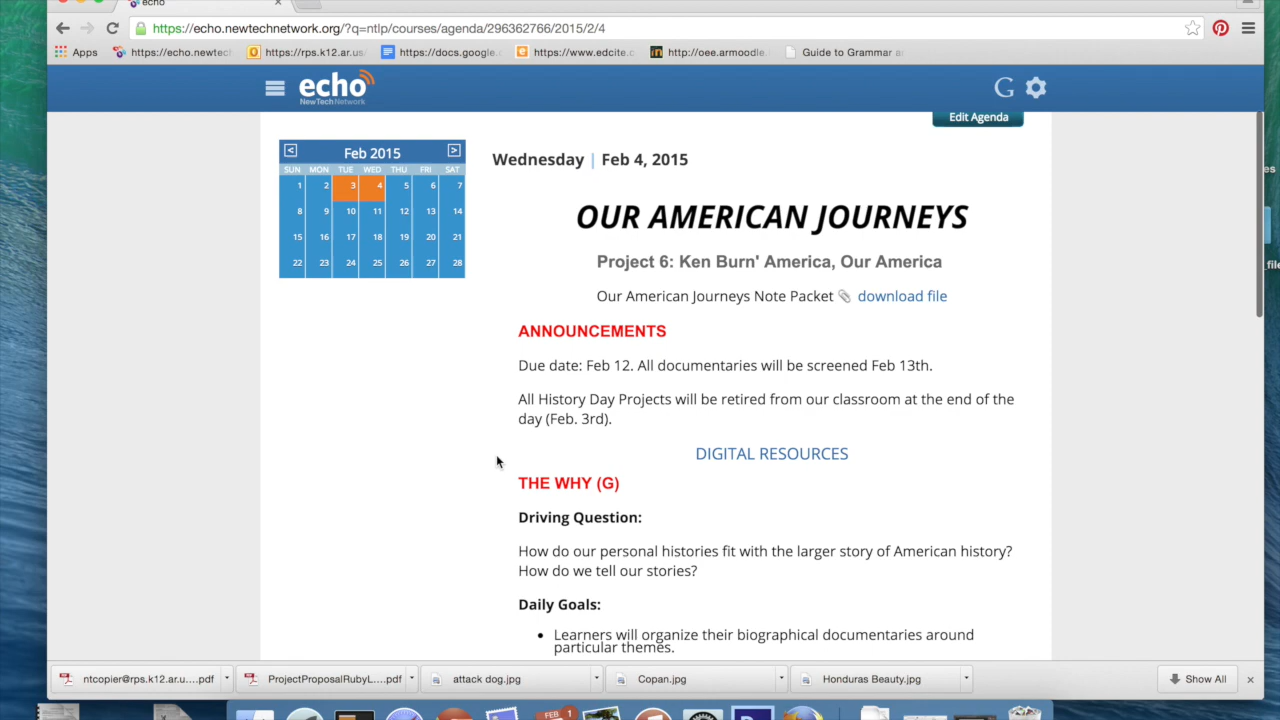 echo
https://echo.newtechnetwork.org/?q=ntlp/courses/agenda/296362766/2015/2/4
Apps https://echo.newtec https://rps.k12.ar.us/ https://docs.google. https://www.edcite.c http://oee.armoodle. Guide to Grammar a
echo
NewTechNetwork
G
Edit Agenda
< Feb 2015 >
SUN MON TUE WED THU FRI SAT
1 2 3 4 5 6 7
8 9 10 11 12 13 14
15 16 17 18 19 20 21
22 23 24 25 26 27 28
Wednesday | Feb 4, 2015
OUR AMERICAN JOURNEYS
Project 6: Ken Burn' America, Our America
Our American Journeys Note Packet download file
ANNOUNCEMENTS
Due date: Feb 12. All documentaries will be screened Feb 13th.
All History Day Projects will be retired from our classroom at the end of the
day (Feb. 3rd).
DIGITAL RESOURCES
THE WHY (G)
Driving Question:
How do our personal histories fit with the larger story of American history?
How do we tell our stories?
Daily Goals:
• Learners will organize their biographical documentaries around
particular themes.
ntcopier@rps.k12.ar.u....pdf ProjectProposalRubyL....pdf attack dog.jpg Copan.jpg Honduras Beauty.jpg Show All
FEB 1